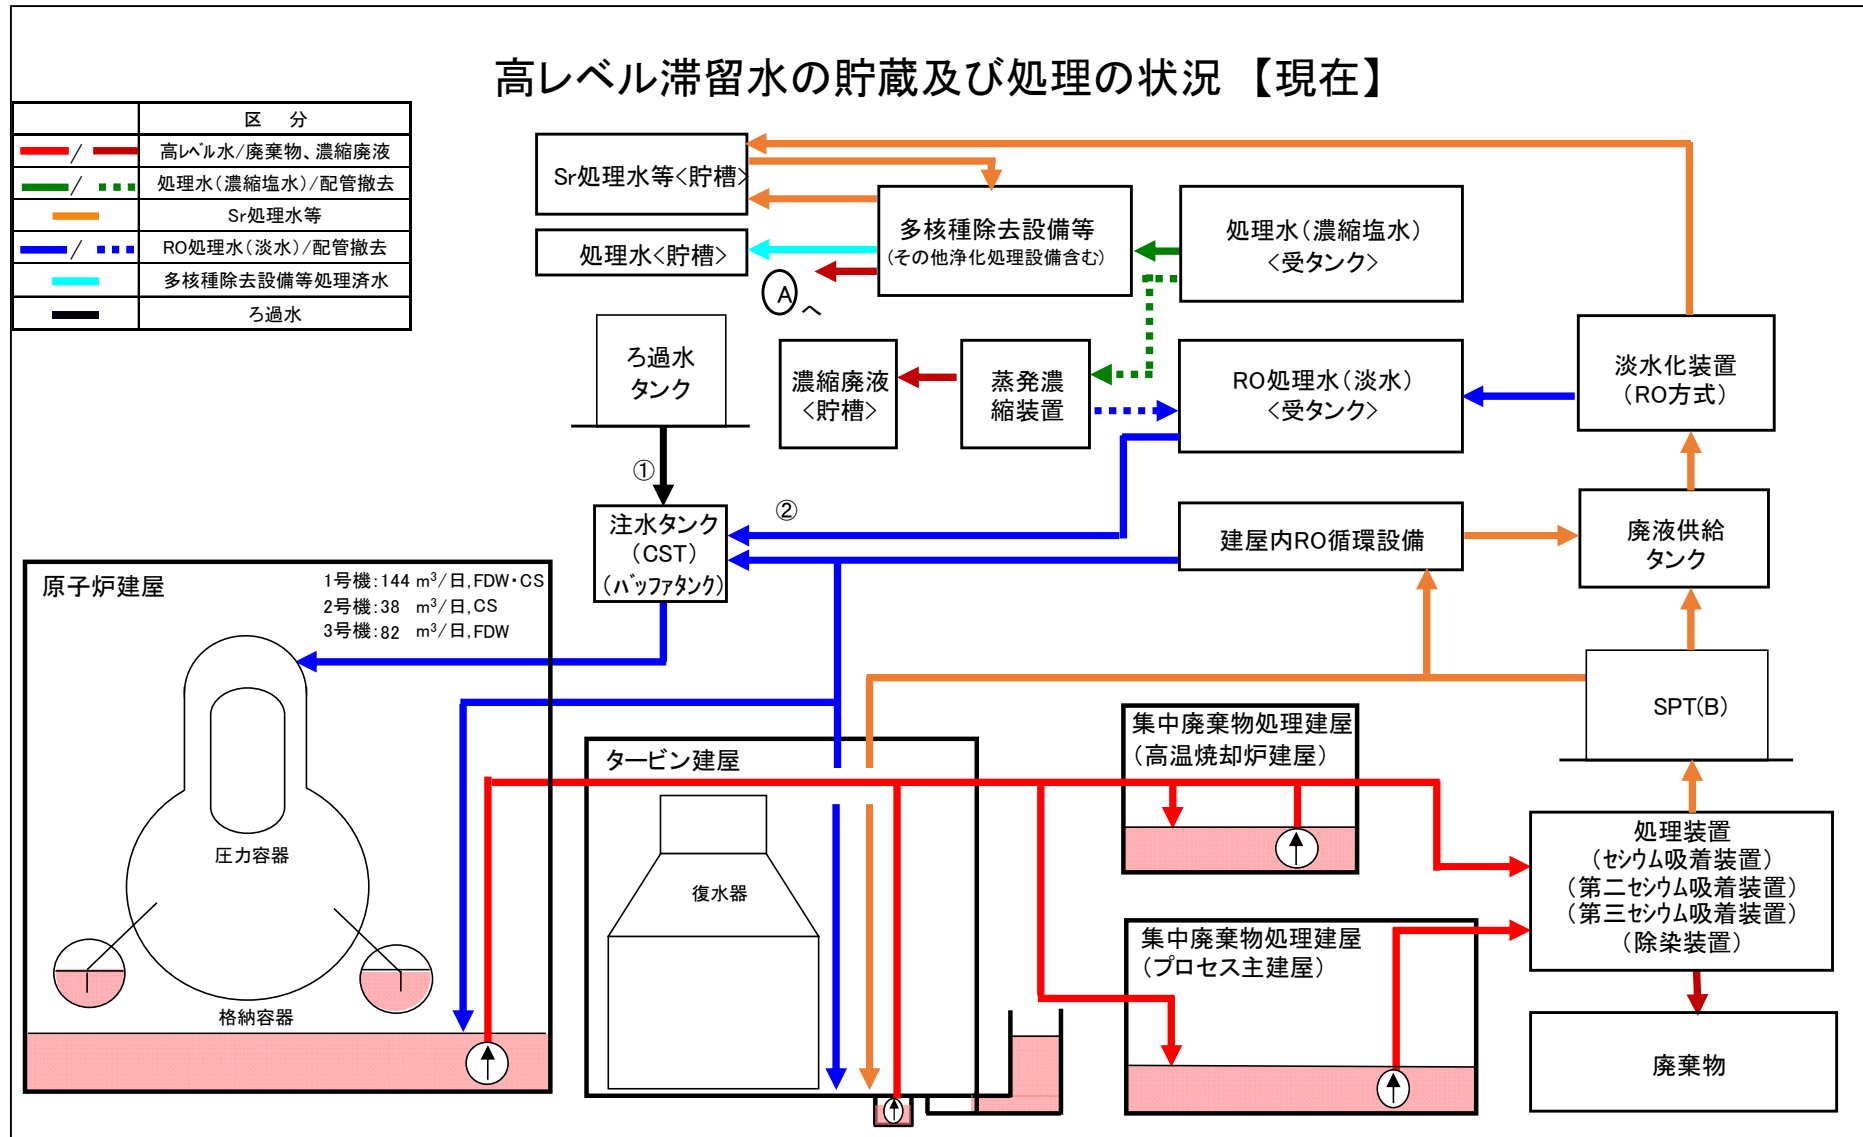 高レベル滞留水の貯蔵及び処理の状況 【現在】
区 分
/ 高ﾚﾍﾞﾙ水/廃棄物、濃縮廃液
/ 処理水(濃縮塩水)/配管撤去
Sr処理水等
/ RO処理水(淡水)/配管撤去
多核種除去設備等処理済水
ろ過水
Sr処理水等<貯槽>
処理水<貯槽>
多核種除去設備等
(その他浄化処理設備含む)
処理水(濃縮塩水)
<受タンク>
A へ
ろ過水
タンク
濃縮廃液
<貯槽>
蒸発濃
縮装置
RO処理水(淡水)
<受タンク>
淡水化装置
(RO方式)
①
②
注水タンク
(CST)
(ﾊﾞｯﾌｧﾀﾝｸ)
建屋内RO循環設備
廃液供給
タンク
原子炉建屋
1号機:144 m³/日,FDW・CS
2号機:38 m³/日,CS
3号機:82 m³/日,FDW
圧力容器
格納容器
タービン建屋
復水器
集中廃棄物処理建屋
(高温焼却炉建屋)
集中廃棄物処理建屋
(プロセス主建屋)
SPT(B)
処理装置
(ｾｼｳﾑ吸着装置)
(第二ｾｼｳﾑ吸着装置)
(第三ｾｼｳﾑ吸着装置)
(除染装置)
廃棄物